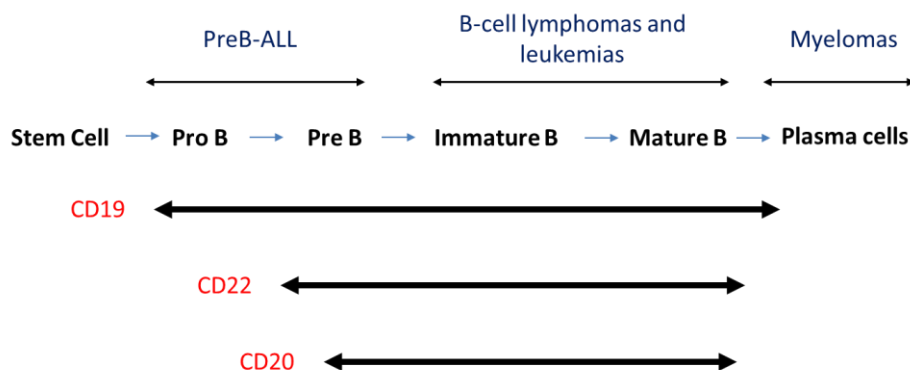 PreB-ALL
B-cell lymphomas and
leukemias
Myelomas
Stem Cell Pro B Pre B Immature B Mature B Plasma cells
CD19
CD22
CD20